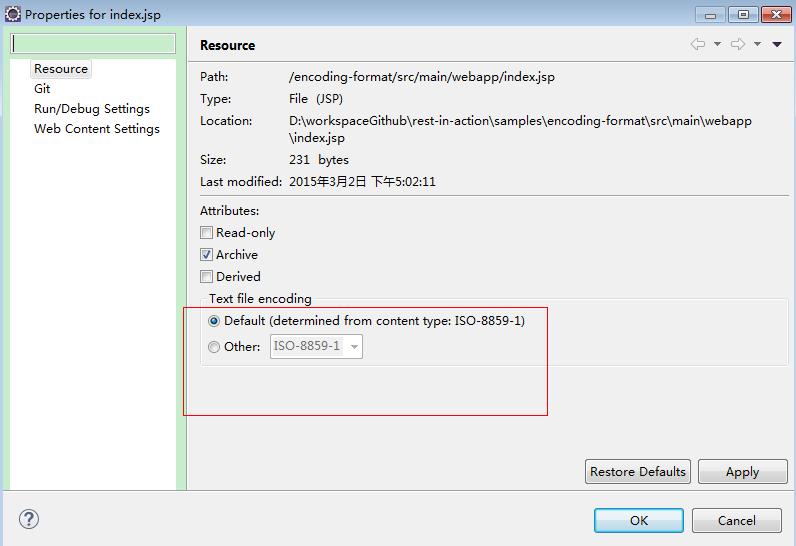 Properties for index.jsp
Resource
Git
Run/Debug Settings
Web Content Settings
Resource
Path: /encoding-format/src/main/webapp/index.jsp
Type: File (JSP)
Location: D:\workspaceGithub\rest-in-action\samples\encoding-format\src\main\webapp
\index.jsp
Size: 231 bytes
Last modified: 2015年3月2日 下午5:02:11
Attributes:
Read-only
Archive
Derived
Text file encoding
Default (determined from content type: ISO-8859-1)
Other: ISO-8859-1
Restore Defaults Apply
? OK Cancel